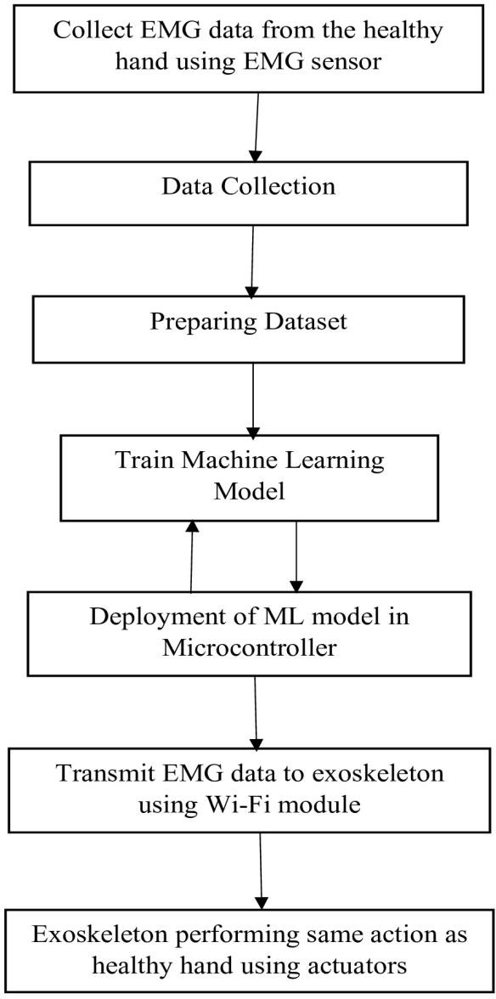 Collect EMG data from the healthy
hand using EMG sensor
Data Collection
Preparing Dataset
Train Machine Learning
Model
Deployment of ML model in
Microcontroller
Transmit EMG data to exoskeleton
using Wi-Fi module
Exoskeleton performing same action as
healthy hand using actuators